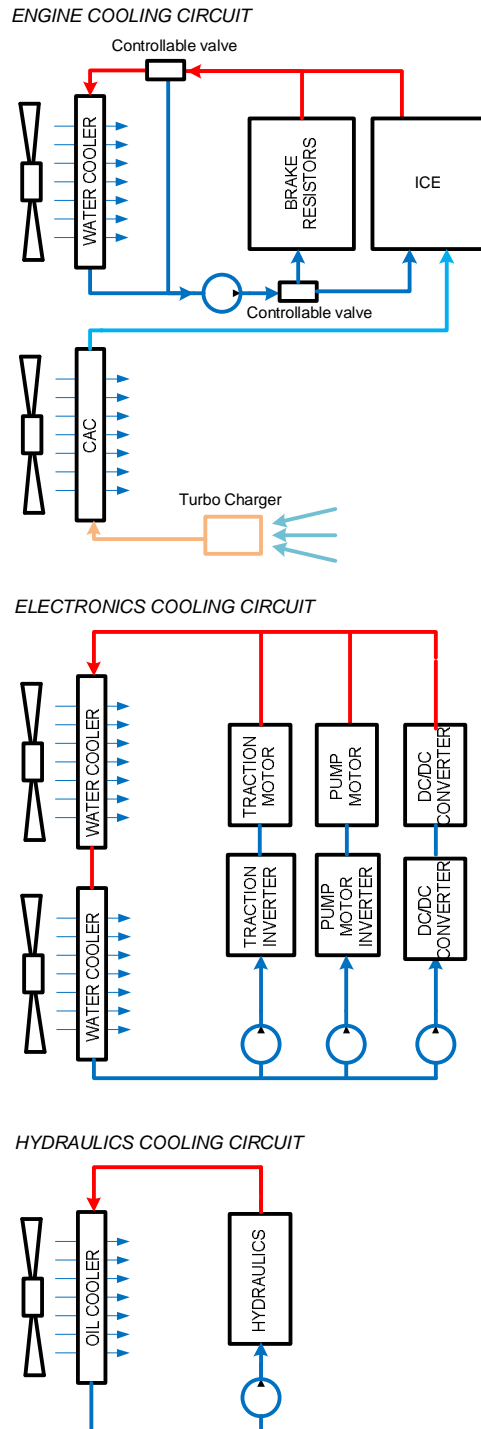 ENGINE COOLING CIRCUIT
Controllable valve
WATER COOLER
BRAKE
RESISTORS
ICE
Controllable valve
CAC
Turbo Charger
ELECTRONICS COOLING CIRCUIT
WATER COOLER
TRACTION
MOTOR
PUMP
MOTOR
DC/DC
CONVERTER
WATER COOLER
TRACTION
INVERTER
PUMP
MOTOR
INVERTER
DC/DC
CONVERTER
HYDRAULICS COOLING CIRCUIT
OIL COOLER
HYDRAULICS